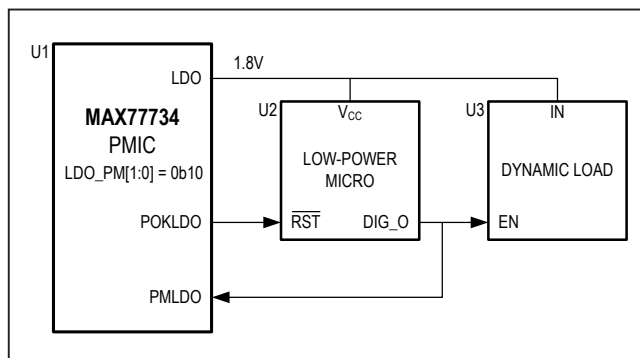 U1
LDO
1.8V
MAX77734
PMIC
LDO_PM[1:0] = 0b10
POKLDO
PMLDO
U2
VCC
LOW-POWER
MICRO
RST
DIG_O
U3
IN
DYNAMIC LOAD
EN